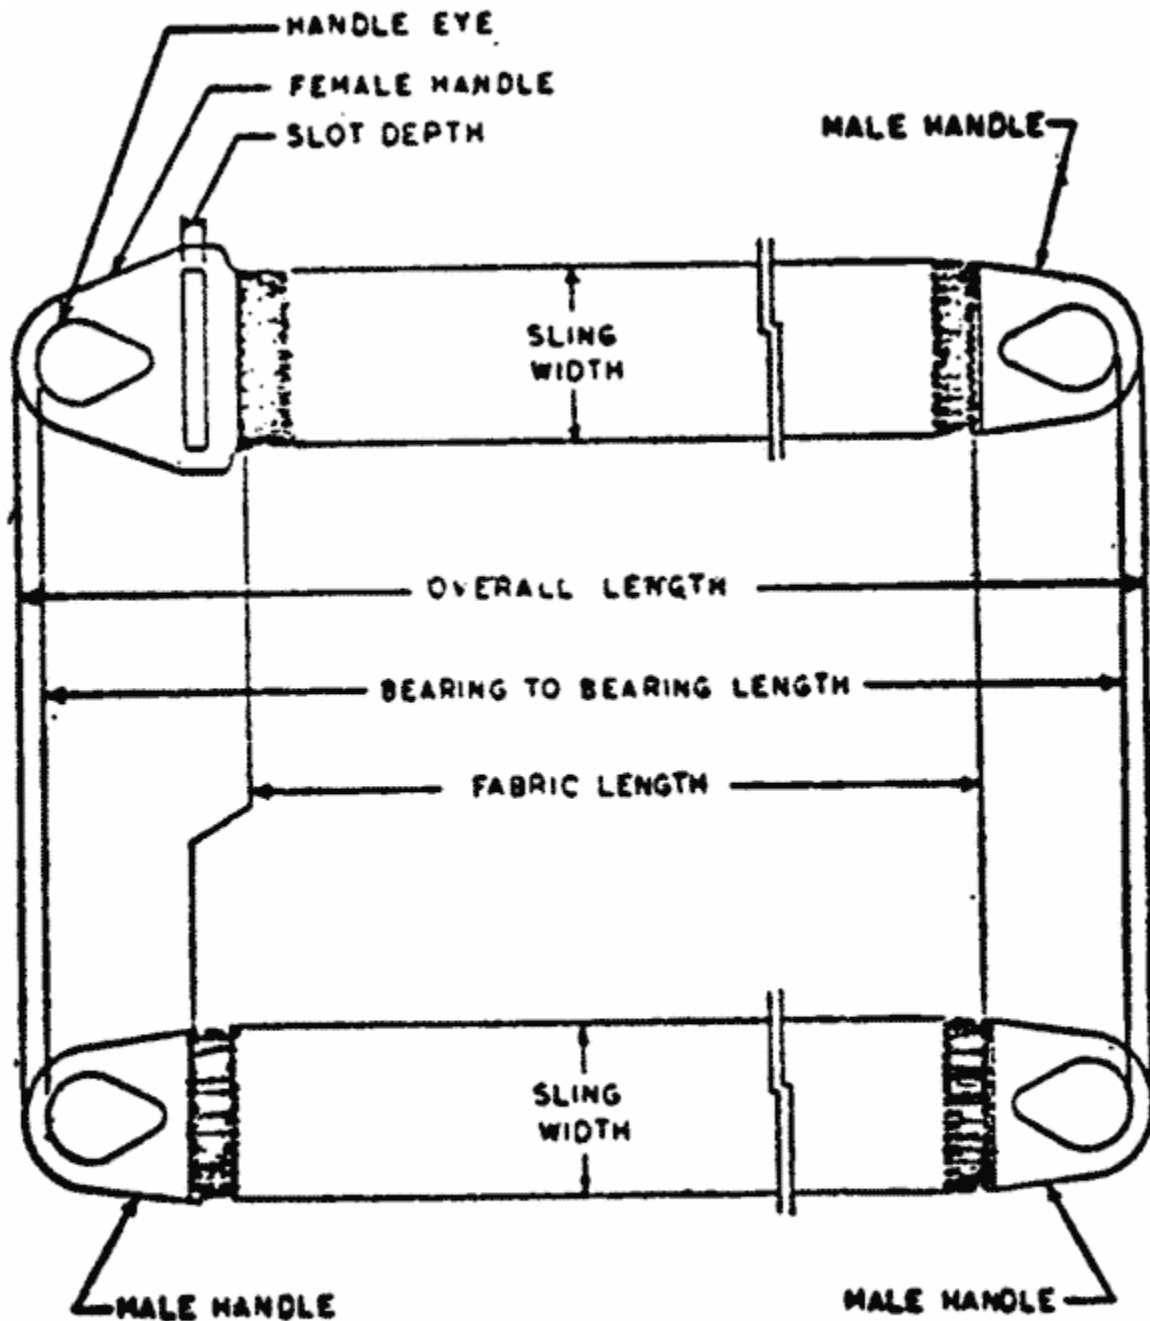 HANDLE EYE
FEMALE HANDLE
SLOT DEPTH
MALE HANDLE
SLING
WIDTH
OVERALL LENGTH
BEARING TO BEARING LENGTH
FABRIC LENGTH
SLING
WIDTH
MALE HANDLE
MALE HANDLE